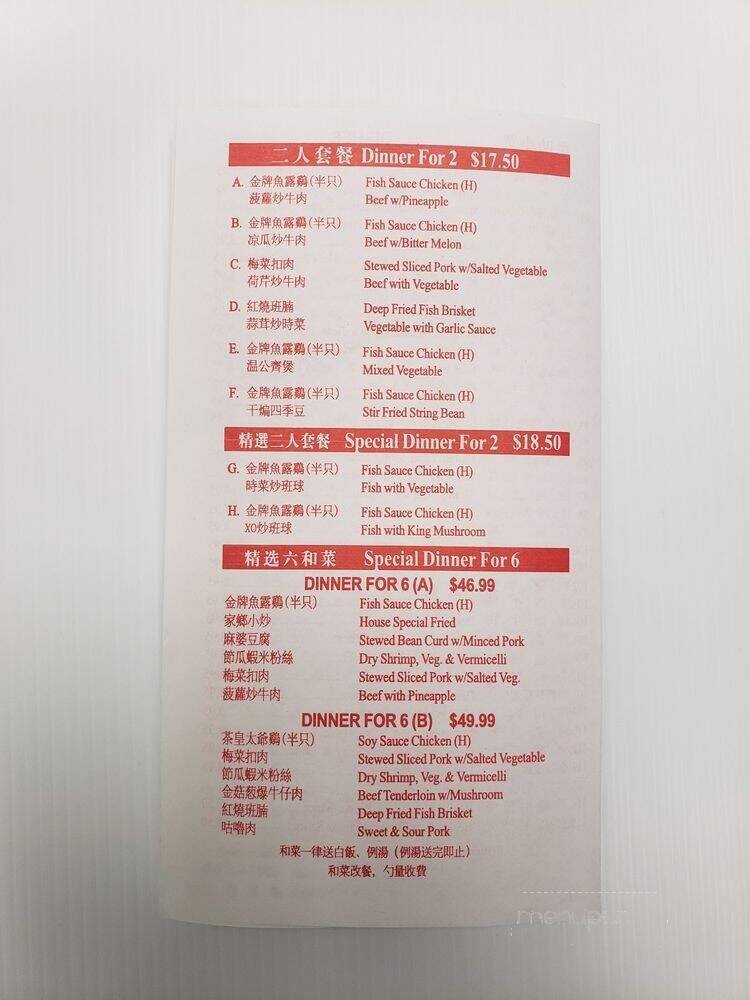 二人套餐 Dinner For 2 $17.50
A. 金牌魚露鷄(半只) Fish Sauce Chicken (H)
菠蘿炒牛肉 Beef w/Pineapple
B. 金牌魚露鷄(半只) Fish Sauce Chicken (H)
凉瓜炒牛肉 Beef w/Bitter Melon
C. 梅菜扣肉 Stewed Sliced Pork w/Salted Vegetable
荷芹炒牛肉 Beef with Vegetable
D. 紅燒班腩 Deep Fried Fish Brisket
蒜茸炒時菜 Vegetable with Garlic Sauce
E. 金牌魚露鷄(半只) Fish Sauce Chicken (H)
温公齊煲 Mixed Vegetable
F. 金牌魚露鷄(半只) Fish Sauce Chicken (H)
干煸四季豆 Stir Fried String Bean
精選二人套餐 Special Dinner For 2 $18.50
G. 金牌魚露鷄(半只) Fish Sauce Chicken (H)
時菜炒班球 Fish with Vegetable
H. 金牌魚露鷄(半只) Fish Sauce Chicken (H)
XO炒班球 Fish with King Mushroom
精选六和菜 Special Dinner For 6
DINNER FOR 6 (A) $46.99
金牌魚露鷄(半只) Fish Sauce Chicken (H)
家鄉小炒 House Special Fried
麻婆豆腐 Stewed Bean Curd w/Minced Pork
節瓜蝦米粉絲 Dry Shrimp, Veg. & Vermicelli
梅菜扣肉 Stewed Sliced Pork w/Salted Veg.
菠蘿炒牛肉 Beef with Pineapple
DINNER FOR 6 (B) $49.99
茶皇太爺鷄(半只) Soy Sauce Chicken (H)
梅菜扣肉 Stewed Sliced Pork w/Salted Vegetable
節瓜蝦米粉絲 Dry Shrimp, Veg. & Vermicelli
金菇葱爆牛仔肉 Beef Tenderloin w/Mushroom
紅燒班腩 Deep Fried Fish Brisket
咕嚕肉 Sweet & Sour Pork
和菜一律送白飯、例湯（例湯送完即止）
和菜改餐，勺量收費